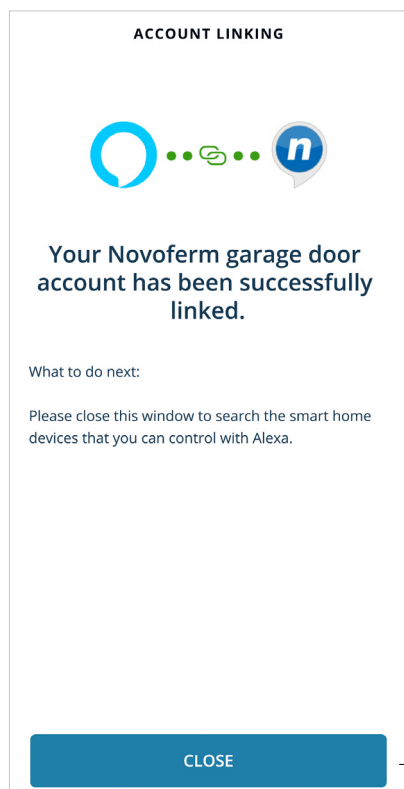 ACCOUNT LINKING
n
Your Novoferm garage door
account has been successfully
linked.
What to do next:
Please close this window to search the smart home
devices that you can control with Alexa.
CLOSE